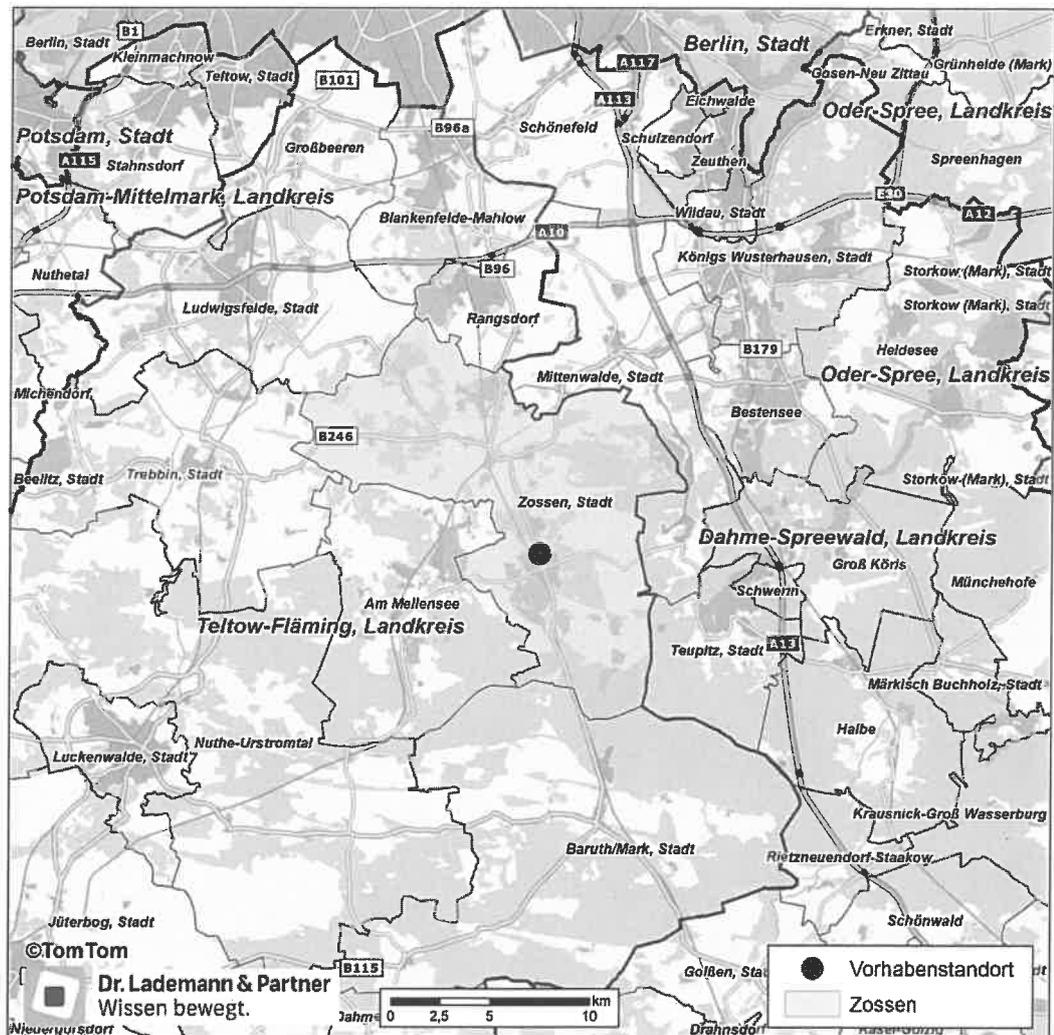 B1
Berlin, Stadt
Kleinmachnow
Teltow, Stadt
B101
A117
Berlin, Stadt
Erkner, Stadt
Grünheide (Mark)
Gosen-Neu Zittau
A113
Eichwalde
Oder-Spree, Landkreis
Potsdam, Stadt
B96a
Schönefeld
Schulzendorf
Großbeeren
A115
Stahnsdorf
Zeuthen
Spreenhagen
Potsdam-Mittelmark, Landkreis
E30
Blankenfelde-Mahlow
Wildau, Stadt
A12
A10
Nuthetal
B96
Königs Wusterhausen, Stadt
Storkow (Mark), Stadt
Ludwigsfelde, Stadt
Rangsdorf
Storkow (Mark), Stadt
B179
Heidesee
Mittenwalde, Stadt
Oder-Spree, Landkreis
Michendorf
Bestensee
B246
Beelitz, Stadt
Trebbin, Stadt
Storkow (Mark), Stadt
Zossen, Stadt
Dahme-Spreewald, Landkreis
Groß Köris
Münchehofe
Schwerin
Am Mellensee
Teltow-Fläming, Landkreis
A13
Teupitz, Stadt
Märkisch Buchholz, Stadt
Halbe
Nuthe-Urstromtal
Luckenwalde, Stadt
Krausnick-Groß Wasserburg
Baruth/Mark, Stadt
Rietzneuendorf-Staakow
Jüterbog, Stadt
Schönwald
©TomTom
B115
Dr. Lademann & Partner
Wissen bewegt.
km
0 2,5 5 10
Golßen, Sta
Vorhabenstandort
Zossen
Niedergörsdorf
Dahme
Drahnsdorf